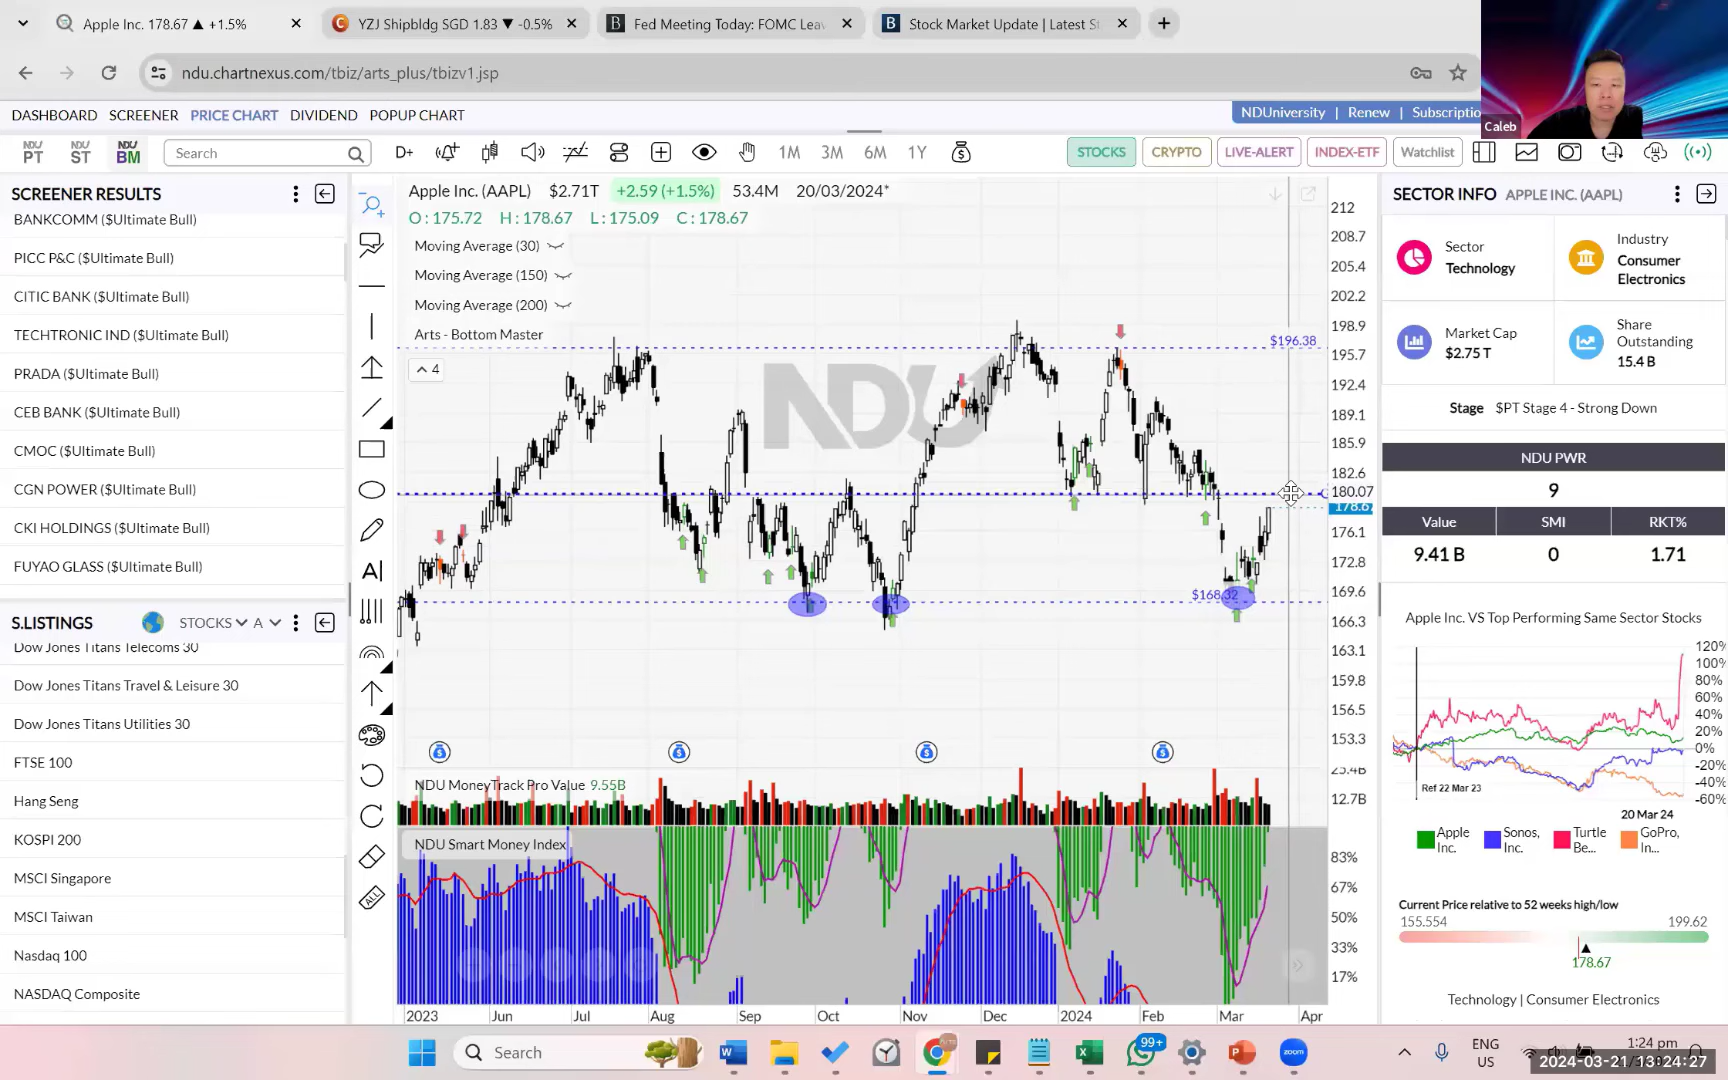 Apple Inc. 178.67 ▲ +1.5%
YZJ Shipbldg SGD 1.83 ▼ -0.5%
Fed Meeting Today: FOMC Leav
Stock Market Update | Latest St
ndu.chartnexus.com/tbiz/arts_plus/tbizv1.jsp
Caleb
DASHBOARD SCREENER PRICE CHART DIVIDEND POPUP CHART
NDUniversity | Renew | Subscriptio
NDU PT
NDU ST
NDU BM
Search
D+
1M 3M 6M 1Y
STOCKS CRYPTO LIVE-ALERT INDEX-ETF Watchlist
SCREENER RESULTS
BANKCOMM ($Ultimate Bull)
PICC P&C ($Ultimate Bull)
CITIC BANK ($Ultimate Bull)
TECHTRONIC IND ($Ultimate Bull)
PRADA ($Ultimate Bull)
CEB BANK ($Ultimate Bull)
CMOC ($Ultimate Bull)
CGN POWER ($Ultimate Bull)
CKI HOLDINGS ($Ultimate Bull)
FUYAO GLASS ($Ultimate Bull)
S.LISTINGS STOCKS A
Dow Jones Titans Telecoms 30
Dow Jones Titans Travel & Leisure 30
Dow Jones Titans Utilities 30
FTSE 100
Hang Seng
KOSPI 200
MSCI Singapore
MSCI Taiwan
Nasdaq 100
NASDAQ Composite
A|
ALL
Apple Inc. (AAPL) $2.71T +2.59 (+1.5%) 53.4M 20/03/2024*
O : 175.72 H : 178.67 L : 175.09 C : 178.67
Moving Average (30)
Moving Average (150)
Moving Average (200)
Arts - Bottom Master
4
NDU
$196.38
$168.32
212
208.7
205.4
202.2
198.9
195.7
192.4
189.1
185.9
182.6
180.07
178.67
176.1
172.8
169.6
166.3
163.1
159.8
156.5
153.3
NDU MoneyTrack Pro Value 9.55B
25.4B
12.7B
NDU Smart Money Index
83%
67%
50%
33%
17%
2023 Jun Jul Aug Sep Oct Nov Dec 2024 Feb Mar Apr
SECTOR INFO APPLE INC. (AAPL)
Sector
Technology
Industry
Consumer
Electronics
Market Cap
$2.75 T
Share
Outstanding
15.4 B
Stage $PT Stage 4 - Strong Down
NDU PWR
9
Value SMI RKT%
9.41 B 0 1.71
Apple Inc. VS Top Performing Same Sector Stocks
120%
100%
80%
60%
40%
20%
0%
-20%
-40%
-60%
Ref 22 Mar 23
20 Mar 24
Apple Inc.
Sonos, Inc.
Turtle Be...
GoPro, In...
Current Price relative to 52 weeks high/low
155.554 199.62
178.67
Technology | Consumer Electronics
Search
99+
zoom
ENG
US
1:24 pm
2024-03-21 13:24:27